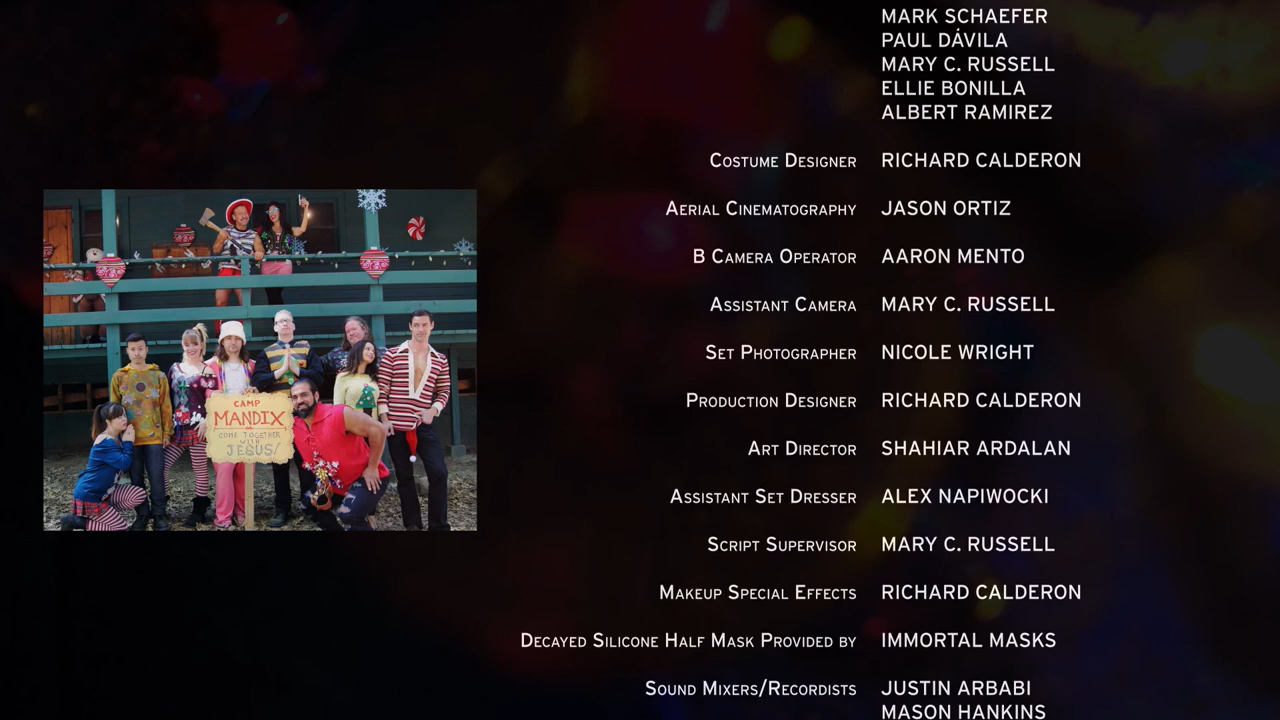 MARK SCHAEFER
PAUL DÁVILA
MARY C. RUSSELL
ELLIE BONILLA
ALBERT RAMIREZ
COSTUME DESIGNER RICHARD CALDERON
AERIAL CINEMATOGRAPHY JASON ORTIZ
B CAMERA OPERATOR AARON MENTO
ASSISTANT CAMERA MARY C. RUSSELL
SET PHOTOGRAPHER NICOLE WRIGHT
PRODUCTION DESIGNER RICHARD CALDERON
ART DIRECTOR SHAHIAR ARDALAN
ASSISTANT SET DRESSER ALEX NAPIWOCKI
SCRIPT SUPERVISOR MARY C. RUSSELL
MAKEUP SPECIAL EFFECTS RICHARD CALDERON
DECAYED SILICONE HALF MASK PROVIDED BY IMMORTAL MASKS
SOUND MIXERS/RECORDISTS JUSTIN ARBABI
MASON HANKINS
CAMP
MANDIX
COME TOGETHER
WITH
JESUS!